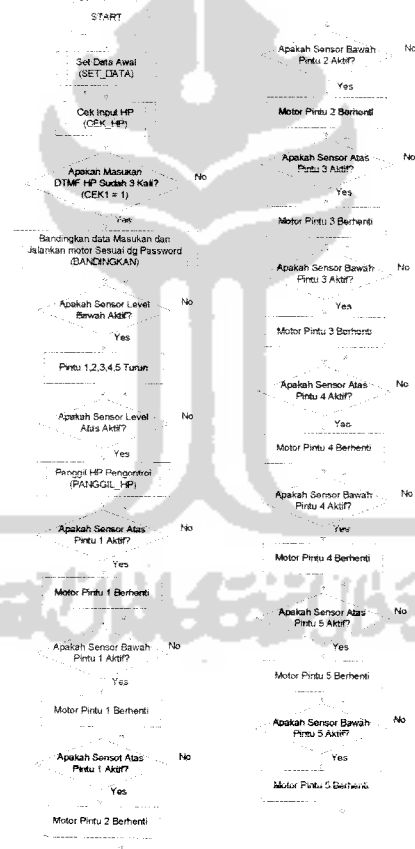 START
Set Data Awal
(SET_DATA)
Cek Input HP
(CEK_HP)
Apakah Masukan
DTMF HP Sudah 3 Kali?
(CEK1 = 1)
No
Yes
Bandingkan data Masukan dan
Jalankan motor Sesuai dg Password
(BANDINGKAN)
Apakah Sensor Level
Bawah Aktif?
No
Yes
Pintu 1,2,3,4,5 Turun
Apakah Sensor Level
Atas Aktif?
No
Yes
Panggil HP Pengontrol
(PANGGIL_HP)
Apakah Sensor Atas
Pintu 1 Aktif?
No
Yes
Motor Pintu 1 Berhenti
Apakah Sensor Bawah
Pintu 1 Aktif?
No
Yes
Motor Pintu 1 Berhenti
Apakah Sensot Atas
Pintu 1 Aktif?
No
Yes
Motor Pintu 2 Berhenti
Apakah Sensor Bawah
Pintu 2 Aktif?
No
Yes
Motor Pintu 2 Berhenti
Apakah Sensor Atas
Pintu 3 Aktif?
No
Yes
Motor Pintu 3 Berhenti
Apakah Sensor Bawah
Pintu 3 Aktif?
No
Yes
Motor Pintu 3 Berhenti
Apakah Sensor Atas
Pintu 4 Aktif?
No
Yes
Motor Pintu 4 Berhenti
Apakah Sensor Bawah
Pintu 4 Aktif?
No
Yes
Motor Pintu 4 Berhenti
Apakah Sensor Atas
Pintu 5 Aktif?
No
Yes
Motor Pintu 5 Berhenti
Apakah Sensor Bawah
Pintu 5 Aktif?
No
Yes
Motor Pintu 5 Berhenti